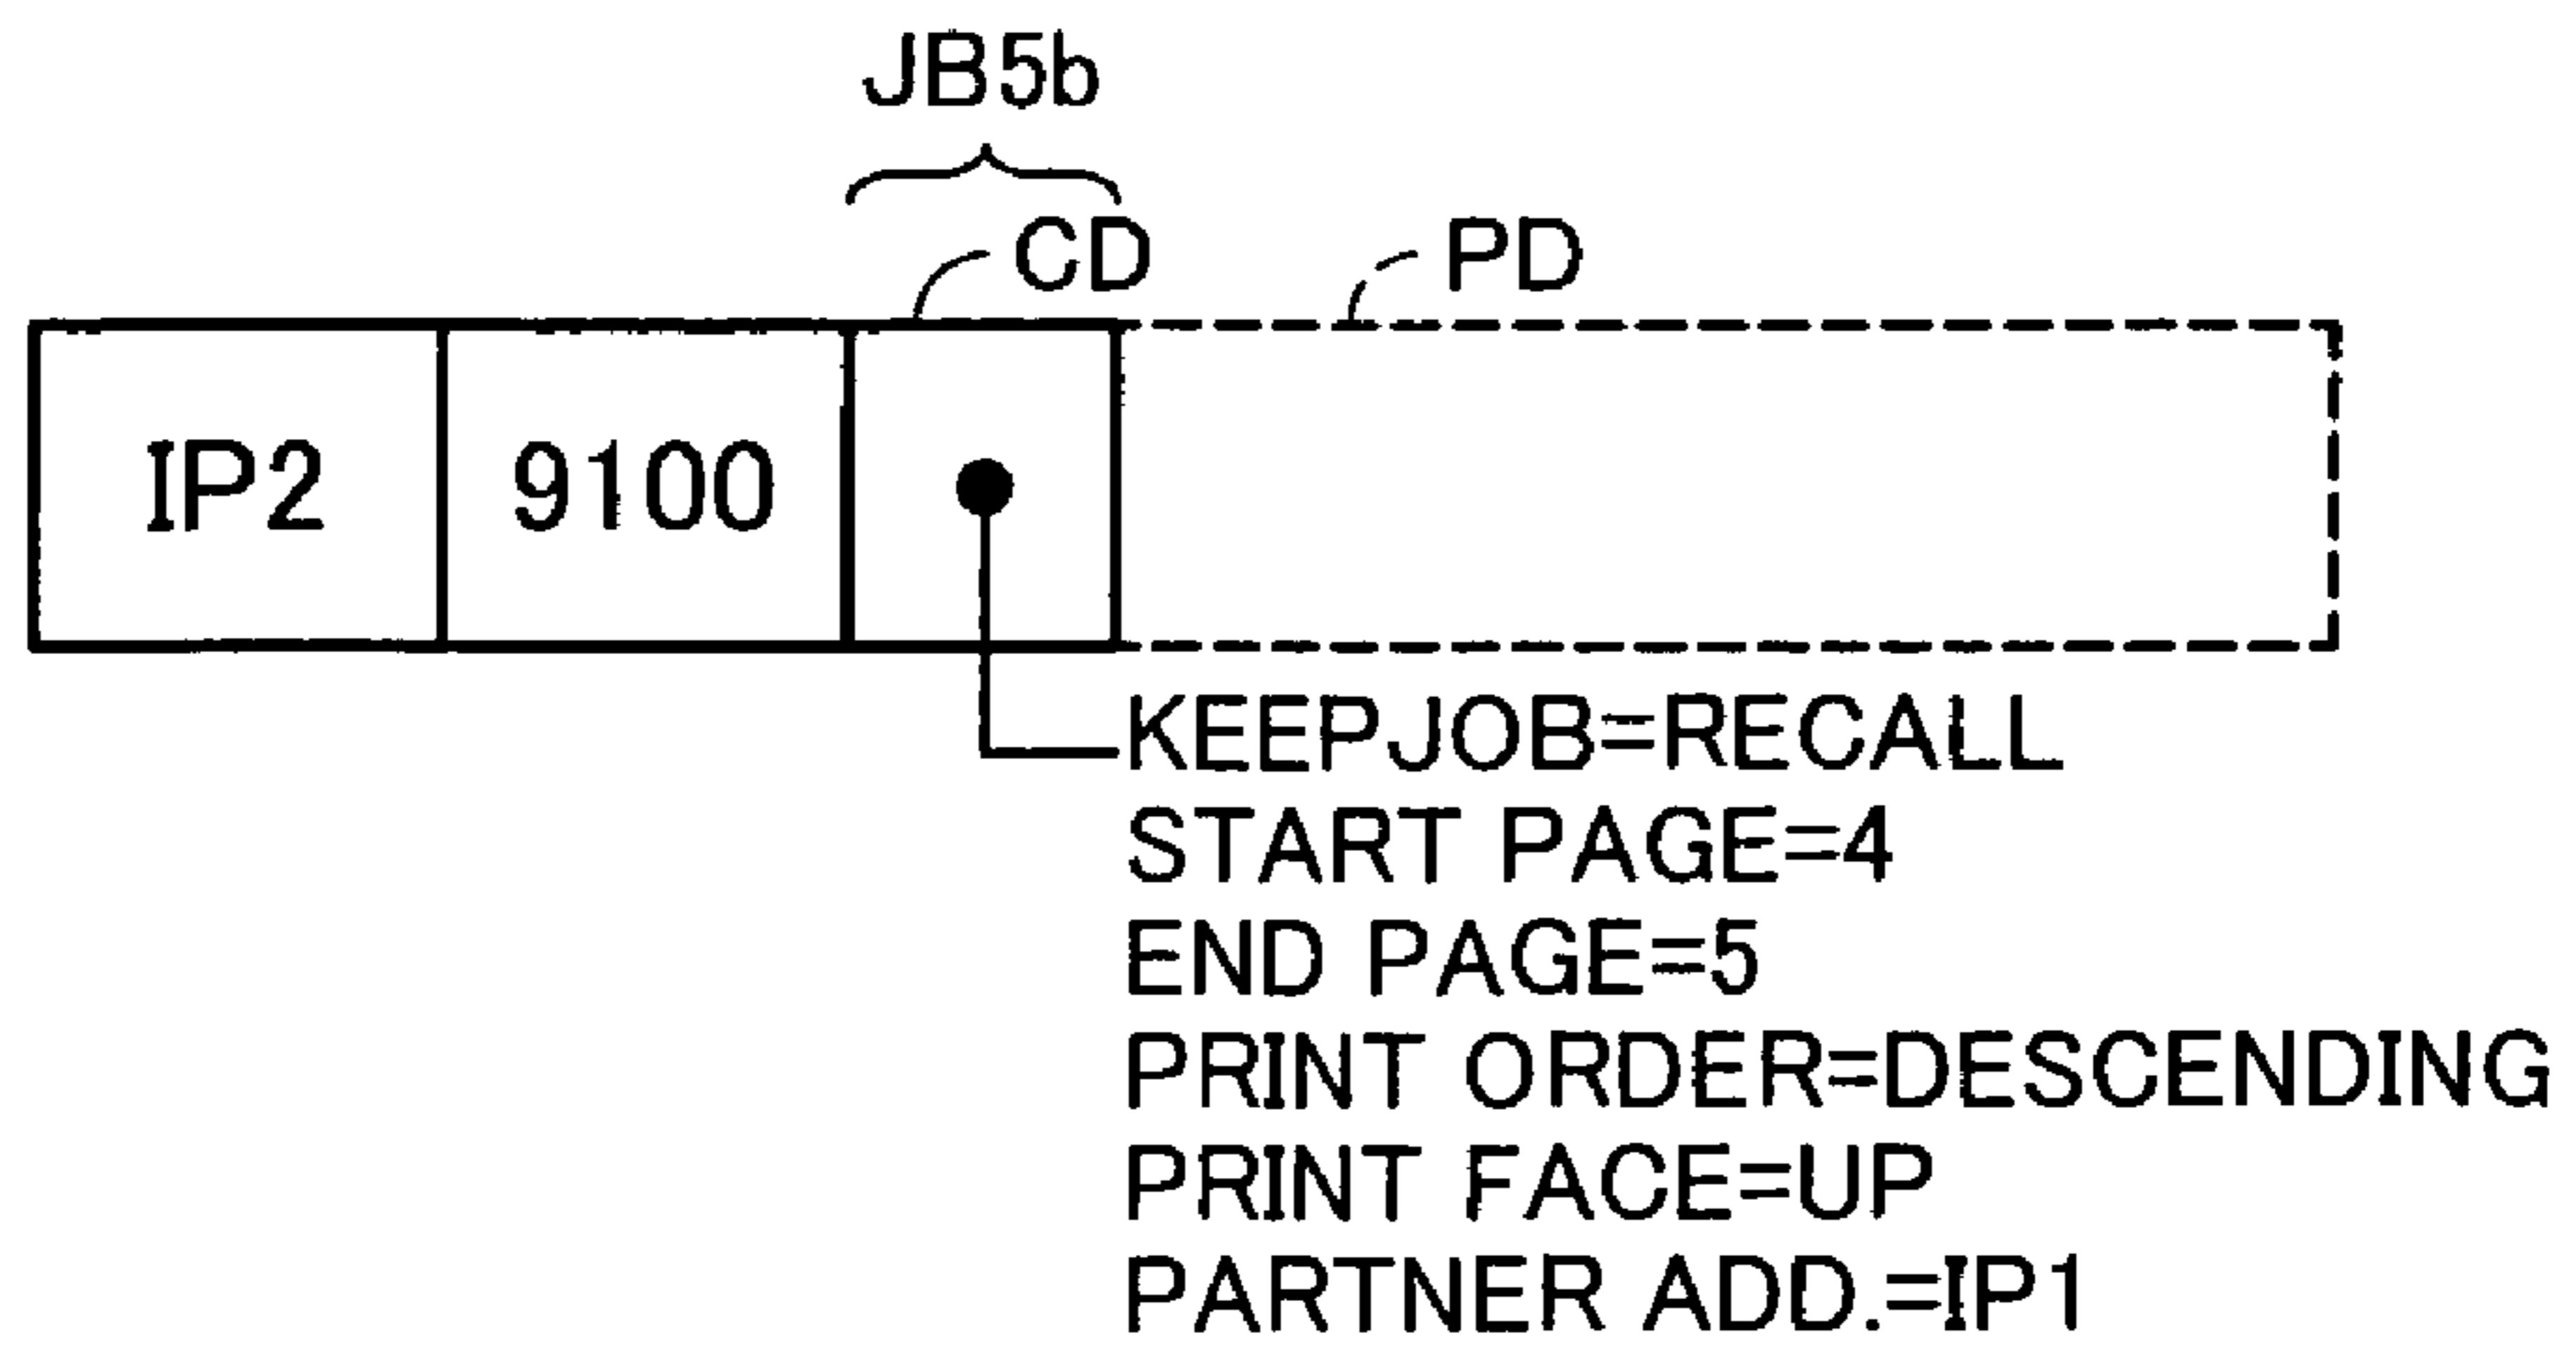 JB5b
CD PD
IP2 9100
KEEPJOB=RECALL
START PAGE=4
END PAGE=5
PRINT ORDER=DESCENDING
PRINT FACE=UP
PARTNER ADD.=IP1